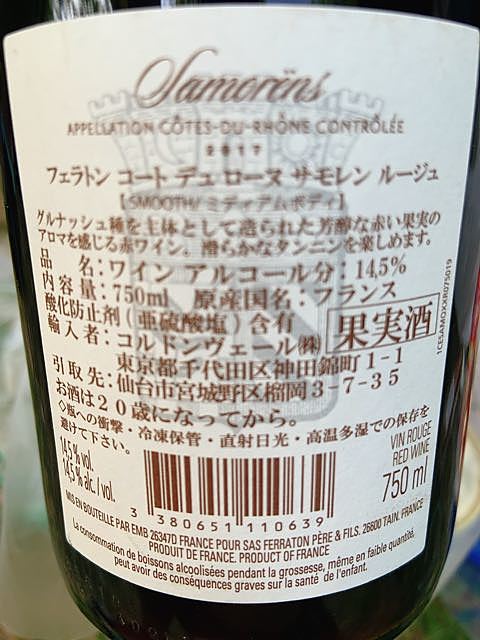 Samorëns
APPELLATION CÔTES-DU-RHÔNE CONTRÔLÉE
2017
フェラトン コート デュ ローヌ サモレン ルージュ
【SMOOTH/ ミディアムボディ】
グルナッシュ種を主体として造られた芳醇な赤い果実の
アロマを感じる赤ワイン。滑らかなタンニンを楽しめます。
品 名:ワイン アルコール分:14,5%
内容量:750ml 原産国名:フランス
酸化防止剤(亜硫酸塩)含有
果実酒
輸入者:コルドンヴェール㈱
東京都千代田区神田錦町1-1
引取先:仙台市宮城野区榴岡3-7-35
お酒は20歳になってから。
◇瓶への衝撃・冷凍保管・直射日光・高温多湿での保存を
避けて下さい。
1CESAMOXXR075019
14,5% vol.
14,5% alc./ vol.
VIN ROUGE
RED WINE
750 ml
3 380651 110639
MIS EN BOUTEILLE PAR EMB 26347D FRANCE POUR SAS FERRATON PÈRE & FILS. 26600 TAIN. FRANCE
PRODUIT DE FRANCE. PRODUCT OF FRANCE
La consommation de boissons alcoolisées pendant la grossesse, même en faible quantité,
peut avoir des conséquences graves sur la santé de l'enfant.